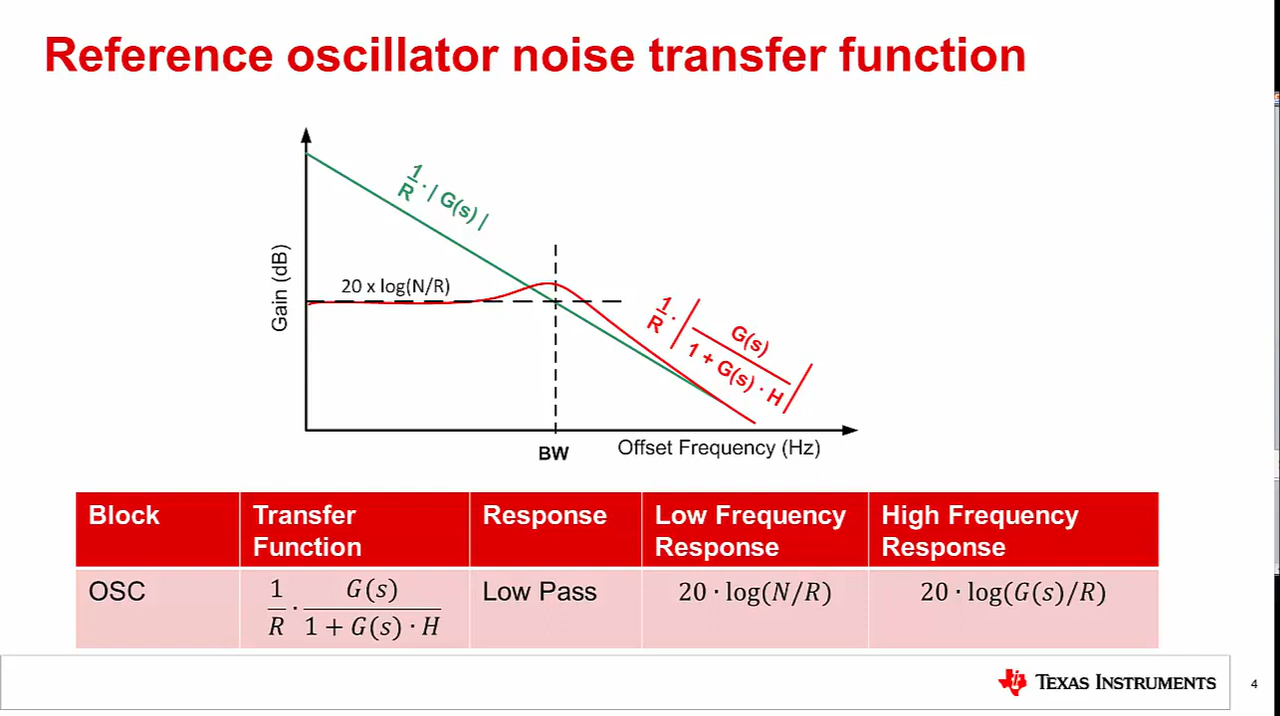 Reference oscillator noise transfer function
1/R · | G(s) |
Gain (dB)
20 x log(N/R)
1/R · | G(s) / 1 + G(s) · H |
BW
Offset Frequency (Hz)
Block
Transfer
Function
Response
Low Frequency
Response
High Frequency
Response
OSC
1/R · G(s) / 1 + G(s) · H
Low Pass
20 · log(N/R)
20 · log(G(s)/R)
TEXAS INSTRUMENTS
4